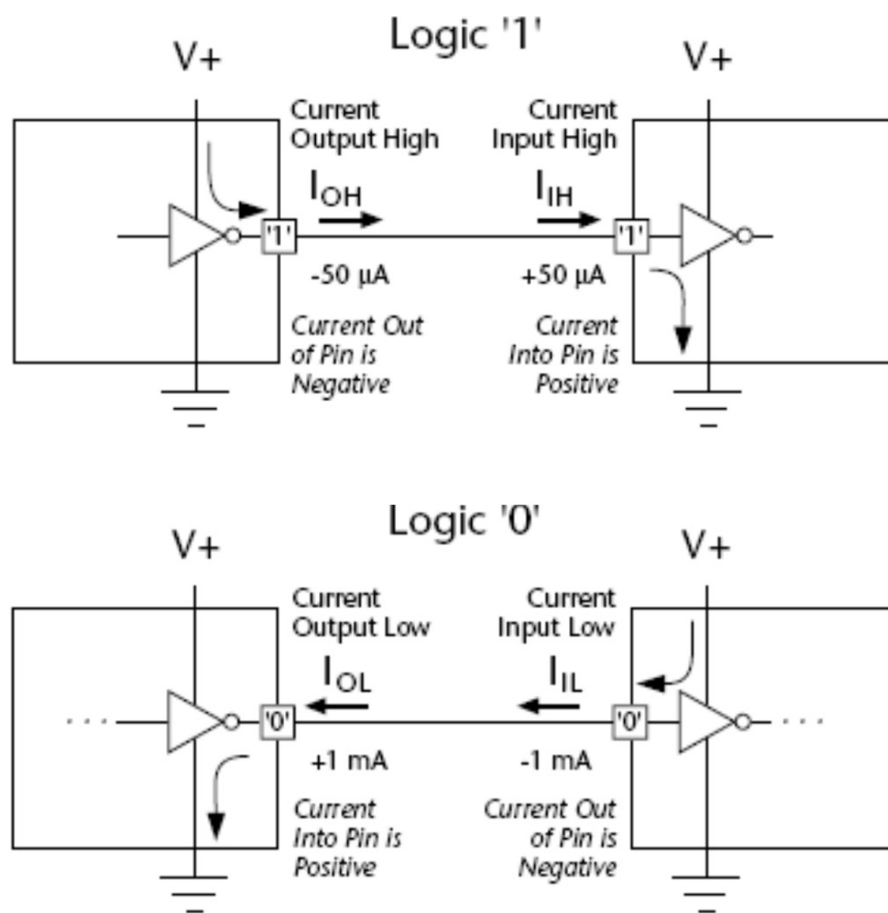 Logic '1'
V+
V+
Current
Output High
Current
Input High
I_OH
I_IH
'1'
'1'
-50 µA
+50 µA
Current Out
of Pin is
Negative
Current
Into Pin is
Positive
Logic '0'
V+
V+
Current
Output Low
Current
Input Low
I_OL
I_IL
'0'
'0'
+1 mA
-1 mA
Current
Into Pin is
Positive
Current Out
of Pin is
Negative